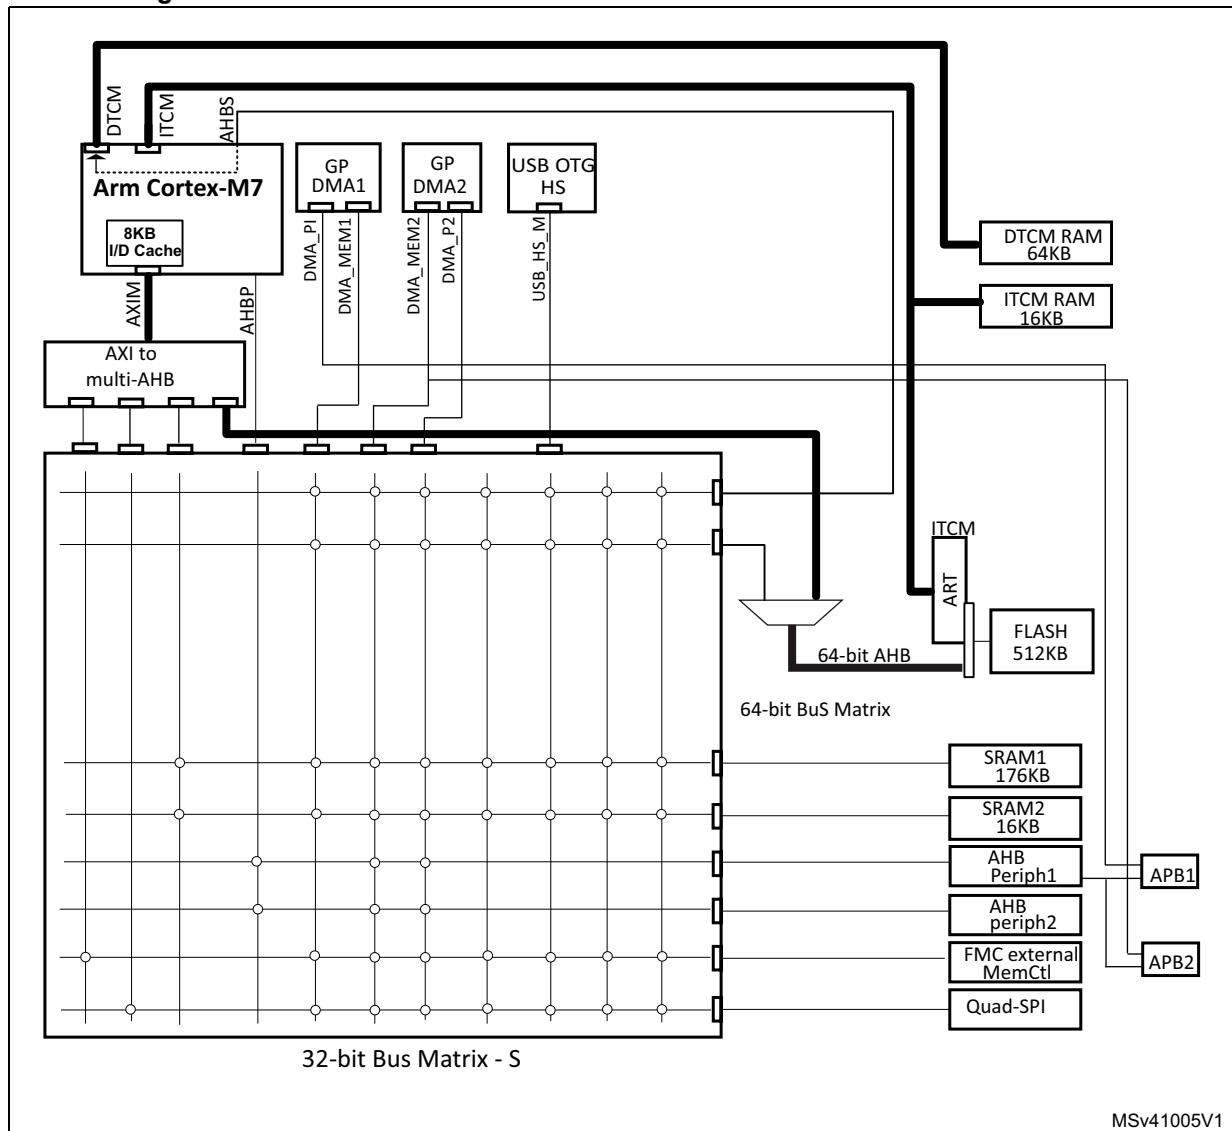 DTCM
ITCM
AHBS
GP
DMA1
GP
DMA2
USB OTG
HS
Arm Cortex-M7
8KB
I/D Cache
AXIM
AHBP
DMA_PI
DMA_MEM1
DMA_MEM2
DMA_P2
USB_HS_M
DTCM RAM
64KB
ITCM RAM
16KB
AXI to
multi-AHB
ITCM
ART
FLASH
512KB
64-bit AHB
64-bit BuS Matrix
SRAM1
176KB
SRAM2
16KB
AHB
Periph1
APB1
AHB
periph2
FMC external
MemCtl
APB2
Quad-SPI
32-bit Bus Matrix - S
MSv41005V1